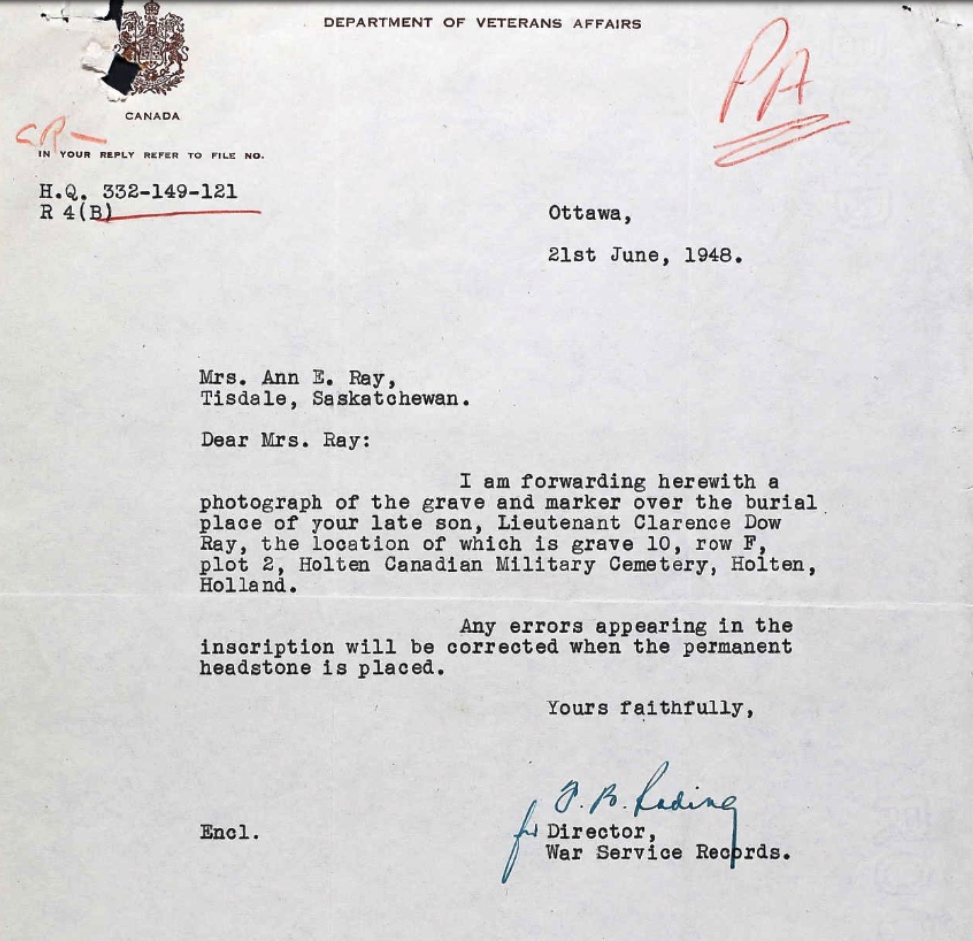 DEPARTMENT OF VETERANS AFFAIRS
PA
CANADA
CR-
IN YOUR REPLY REFER TO FILE NO.
H.Q. 332-149-121
R 4(B)
Ottawa,
21st June, 1948.
Mrs. Ann E. Ray,
Tisdale, Saskatchewan.
Dear Mrs. Ray:
I am forwarding herewith a
photograph of the grave and marker over the burial
place of your late son, Lieutenant Clarence Dow
Ray, the location of which is grave 10, row F,
plot 2, Holten Canadian Military Cemetery, Holten,
Holland.
Any errors appearing in the
inscription will be corrected when the permanent
headstone is placed.
Yours faithfully,
for Director,
War Service Records.
Encl.